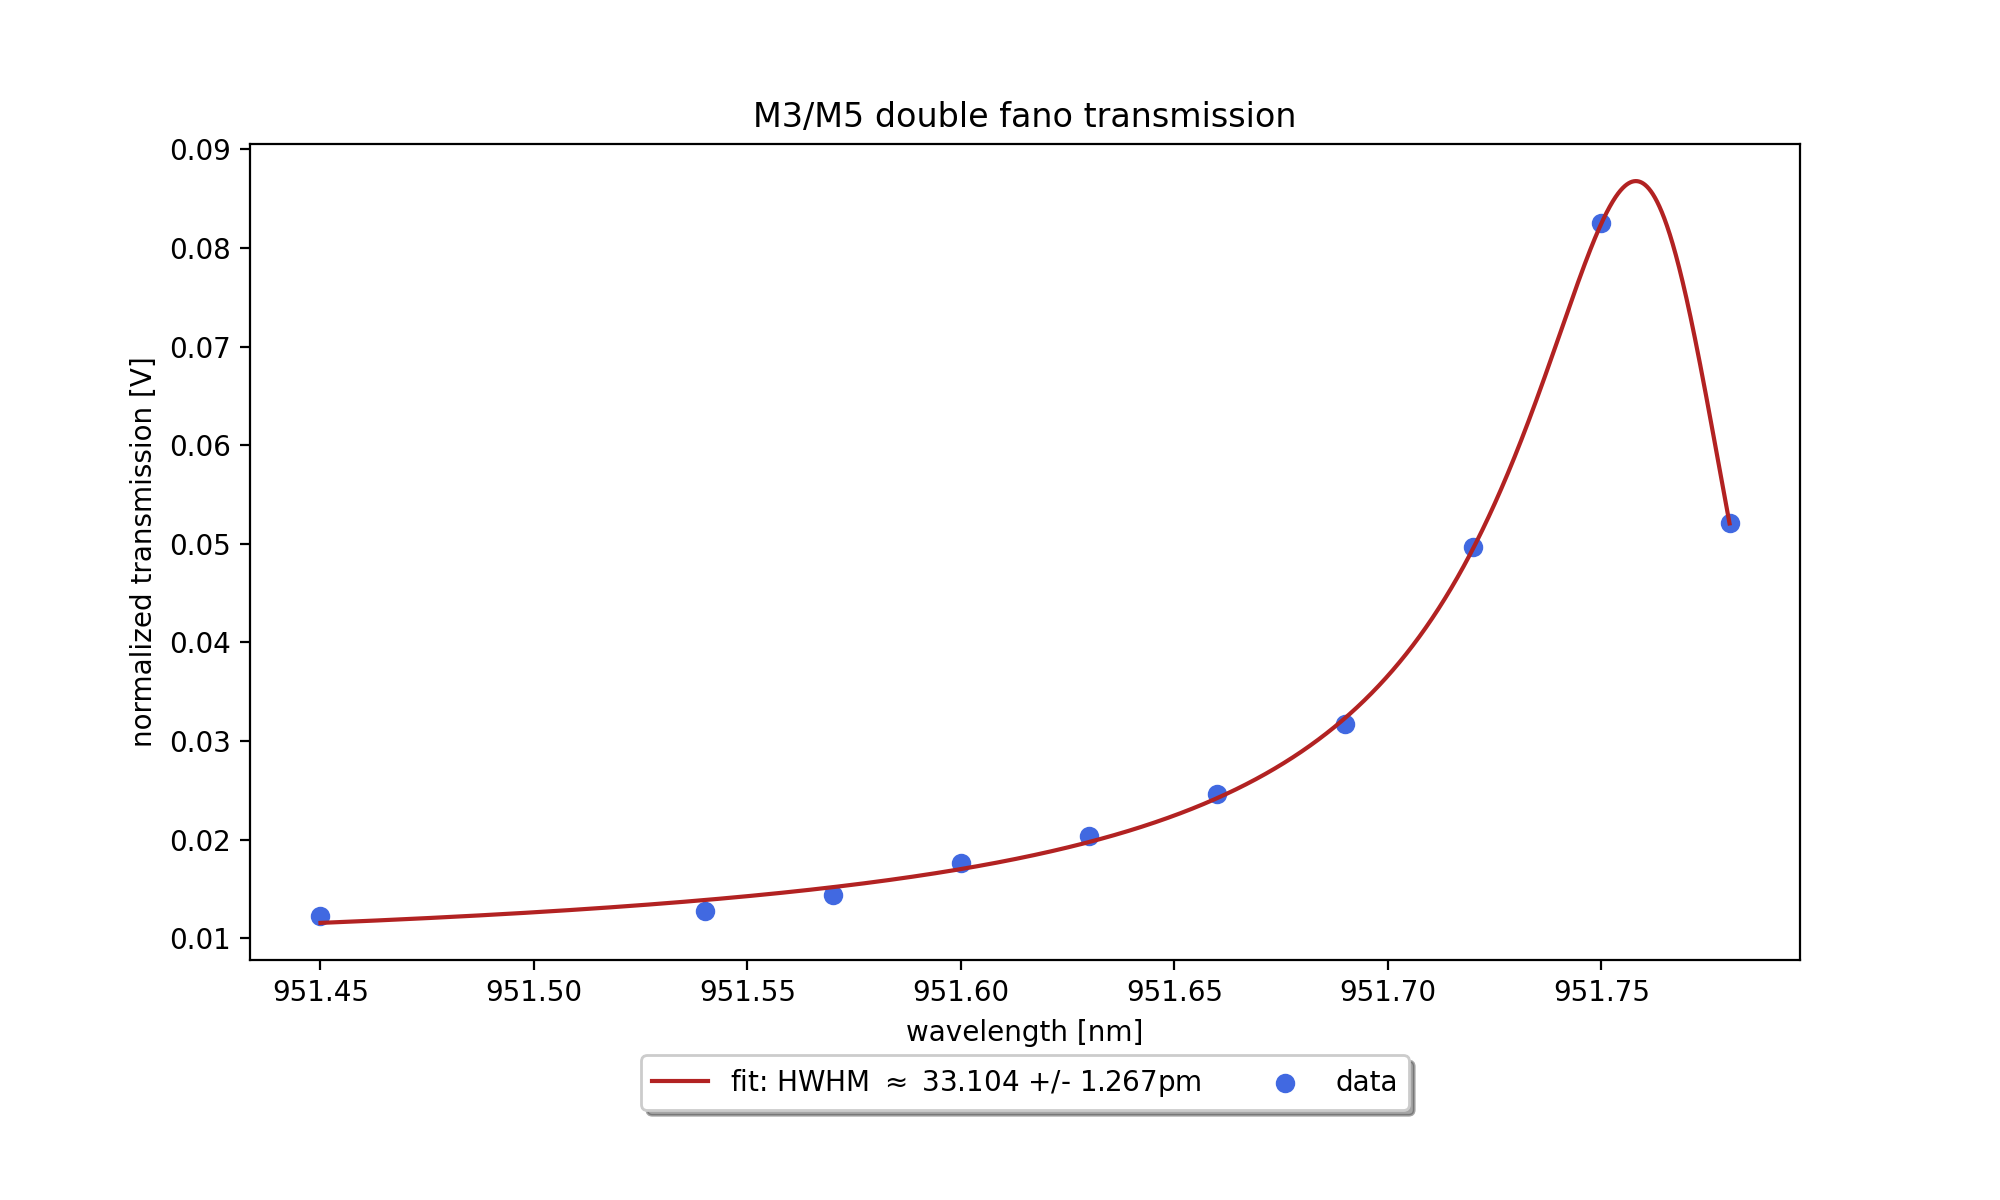 M3/M5 double fano transmission
0.09
0.08
0.07
0.06
0.05
0.04
0.03
0.02
0.01
normalized transmission [V]
951.45 951.50 951.55 951.60 951.65 951.70 951.75
wavelength [nm]
fit: HWHM ≈ 33.104 +/- 1.267pm data